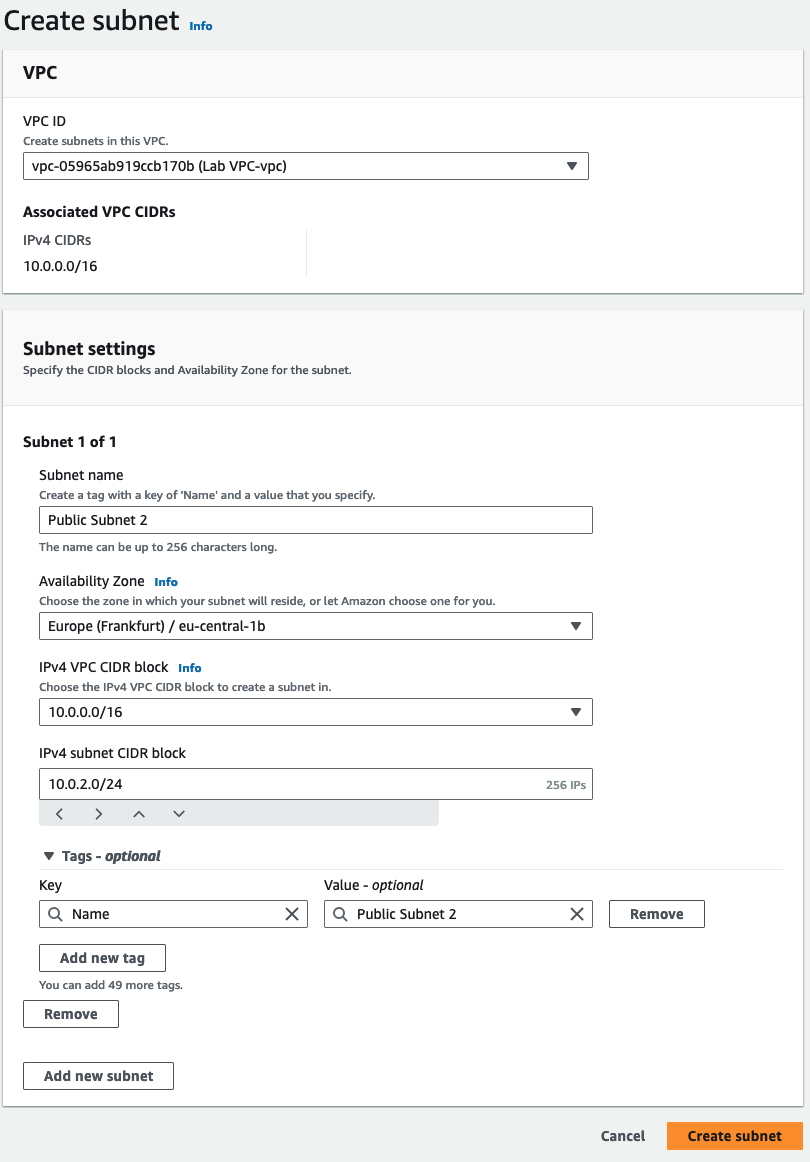 Create subnet Info
VPC
VPC ID
Create subnets in this VPC.
vpc-05965ab919ccb170b (Lab VPC-vpc)
Associated VPC CIDRs
IPv4 CIDRs
10.0.0.0/16
Subnet settings
Specify the CIDR blocks and Availability Zone for the subnet.
Subnet 1 of 1
Subnet name
Create a tag with a key of 'Name' and a value that you specify.
Public Subnet 2
The name can be up to 256 characters long.
Availability Zone Info
Choose the zone in which your subnet will reside, or let Amazon choose one for you.
Europe (Frankfurt) / eu-central-1b
IPv4 VPC CIDR block Info
Choose the IPv4 VPC CIDR block to create a subnet in.
10.0.0.0/16
IPv4 subnet CIDR block
10.0.2.0/24 256 IPs
Tags - optional
Key Value - optional
Name Public Subnet 2 Remove
Add new tag
You can add 49 more tags.
Remove
Add new subnet
Cancel Create subnet